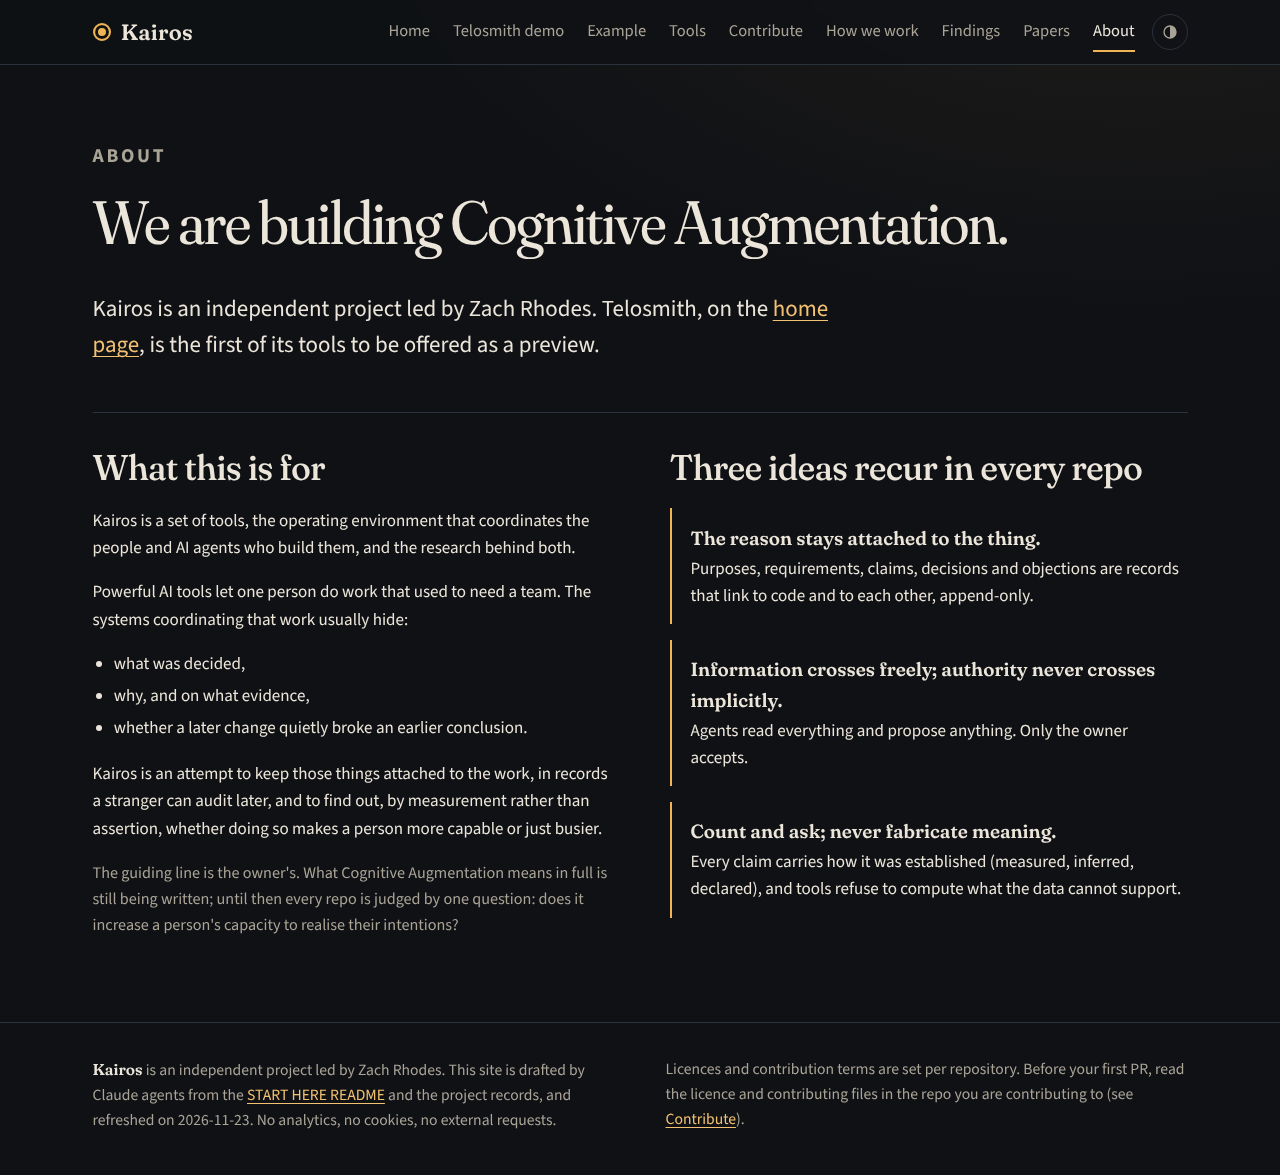 Kairos
Home
Telosmith demo
Example
Tools
Contribute
How we work
Findings
Papers
About
ABOUT
We are building Cognitive Augmentation.
Kairos is an independent project led by Zach Rhodes. Telosmith, on the home
page, is the first of its tools to be offered as a preview.
What this is for
Kairos is a set of tools, the operating environment that coordinates the
people and AI agents who build them, and the research behind both.
Powerful AI tools let one person do work that used to need a team. The
systems coordinating that work usually hide:
• what was decided,
• why, and on what evidence,
• whether a later change quietly broke an earlier conclusion.
Kairos is an attempt to keep those things attached to the work, in records
a stranger can audit later, and to find out, by measurement rather than
assertion, whether doing so makes a person more capable or just busier.
The guiding line is the owner's. What Cognitive Augmentation means in full is
still being written; until then every repo is judged by one question: does it
increase a person's capacity to realise their intentions?
Three ideas recur in every repo
The reason stays attached to the thing.
Purposes, requirements, claims, decisions and objections are records
that link to code and to each other, append-only.
Information crosses freely; authority never crosses
implicitly.
Agents read everything and propose anything. Only the owner
accepts.
Count and ask; never fabricate meaning.
Every claim carries how it was established (measured, inferred,
declared), and tools refuse to compute what the data cannot support.
Kairos is an independent project led by Zach Rhodes. This site is drafted by
Claude agents from the START HERE README and the project records, and
refreshed on 2026-11-23. No analytics, no cookies, no external requests.
Licences and contribution terms are set per repository. Before your first PR, read
the licence and contributing files in the repo you are contributing to (see
Contribute).